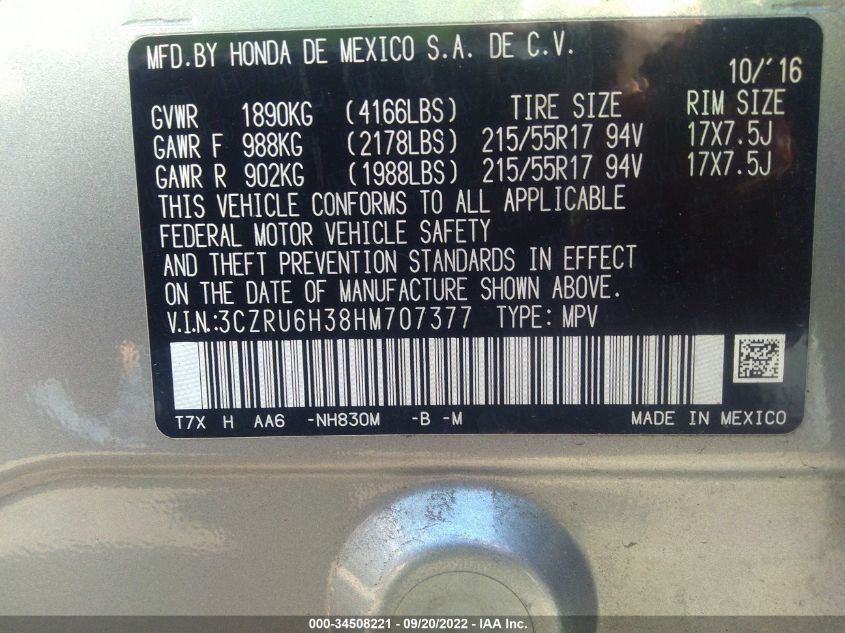 MFD.BY HONDA DE MEXICO S.A. DE C.V.
10/'16
GVWR 1890KG (4166LBS) TIRE SIZE RIM SIZE
GAWR F 988KG (2178LBS) 215/55R17 94V 17X7.5J
GAWR R 902KG (1988LBS) 215/55R17 94V 17X7.5J
THIS VEHICLE CONFORMS TO ALL APPLICABLE
FEDERAL MOTOR VEHICLE SAFETY
AND THEFT PREVENTION STANDARDS IN EFFECT
ON THE DATE OF MANUFACTURE SHOWN ABOVE.
V.I.N.:3CZRU6H38HM707377 TYPE: MPV
T7X H AA6 -NH830M -B -M MADE IN MEXICO
000-34508221 - 09/20/2022 - IAA Inc.